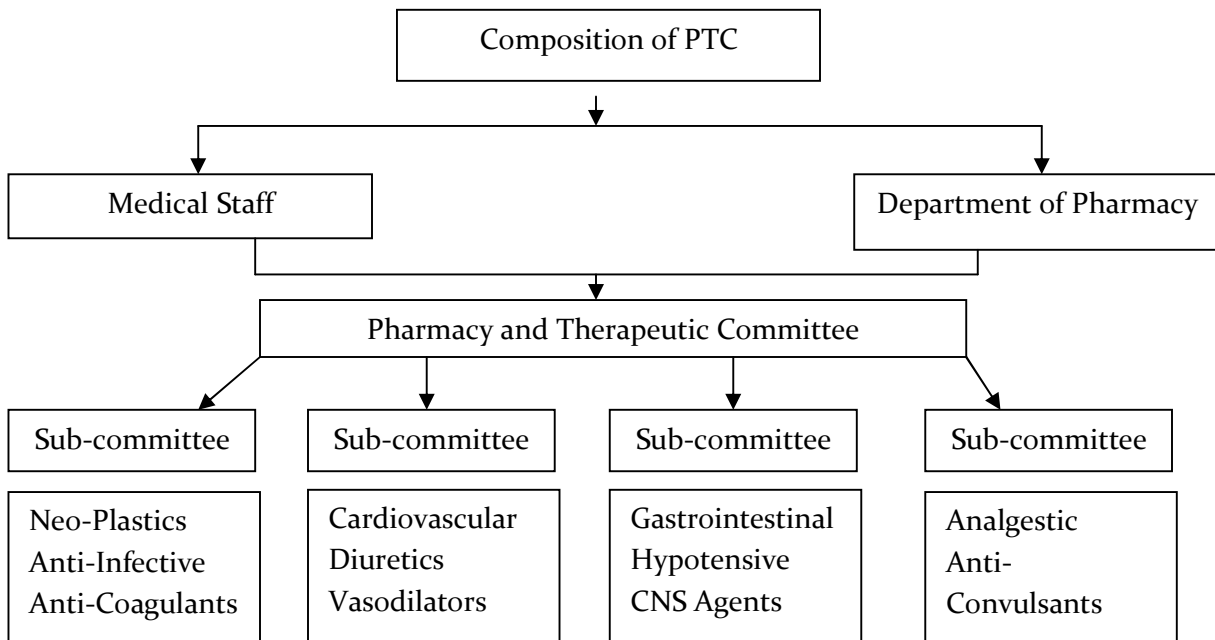 Composition of PTC
Medical Staff
Department of Pharmacy
Pharmacy and Therapeutic Committee
Sub-committee
Sub-committee
Sub-committee
Sub-committee
Neo-Plastics
Anti-Infective
Anti-Coagulants
Cardiovascular
Diuretics
Vasodilators
Gastrointestinal
Hypotensive
CNS Agents
Analgestic
Anti-
Convulsants